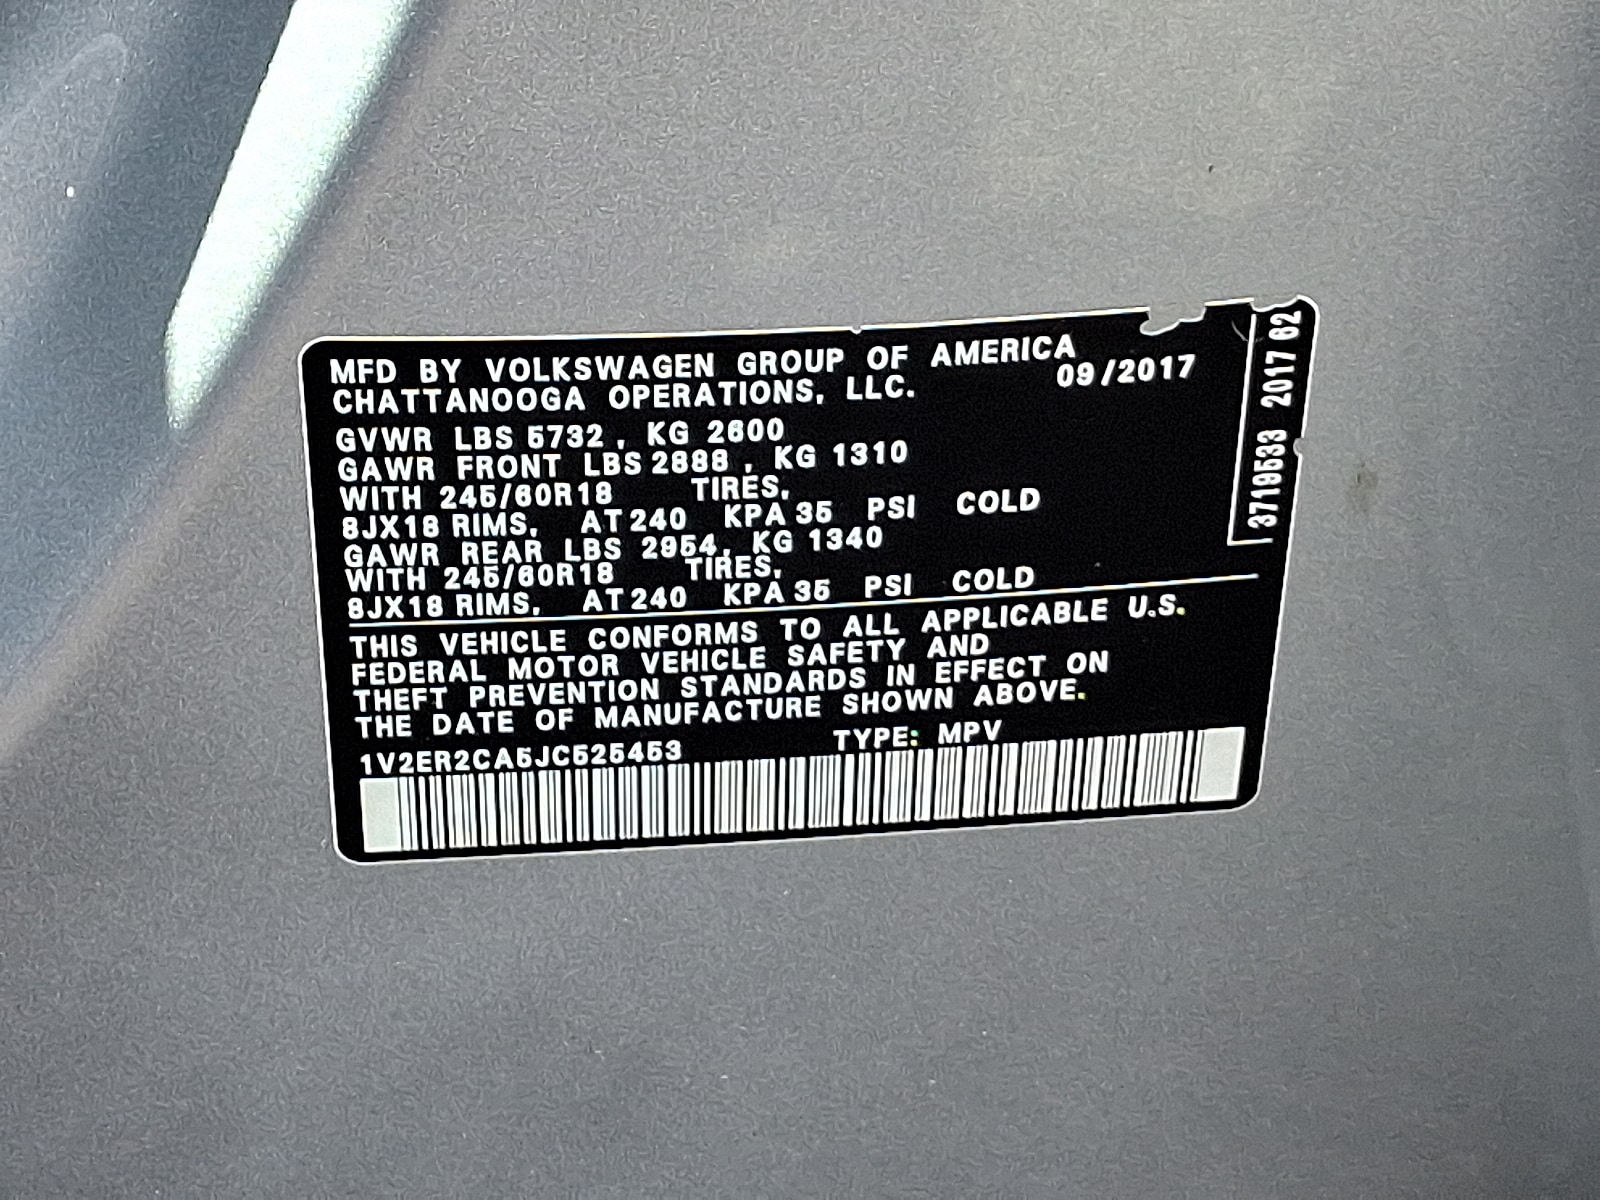 MFD BY VOLKSWAGEN GROUP OF AMERICA
CHATTANOOGA OPERATIONS, LLC. 09/2017
GVWR LBS 5732 , KG 2600
GAWR FRONT LBS 2888 , KG 1310
WITH 245/60R18 TIRES,
8JX18 RIMS, AT 240 KPA 35 PSI COLD
GAWR REAR LBS 2954, KG 1340
WITH 245/60R18 TIRES,
8JX18 RIMS, AT 240 KPA 35 PSI COLD
THIS VEHICLE CONFORMS TO ALL APPLICABLE U.S.
FEDERAL MOTOR VEHICLE SAFETY AND
THEFT PREVENTION STANDARDS IN EFFECT ON
THE DATE OF MANUFACTURE SHOWN ABOVE.
1V2ER2CA5JC525453 TYPE: MPV
3719533 2017 62